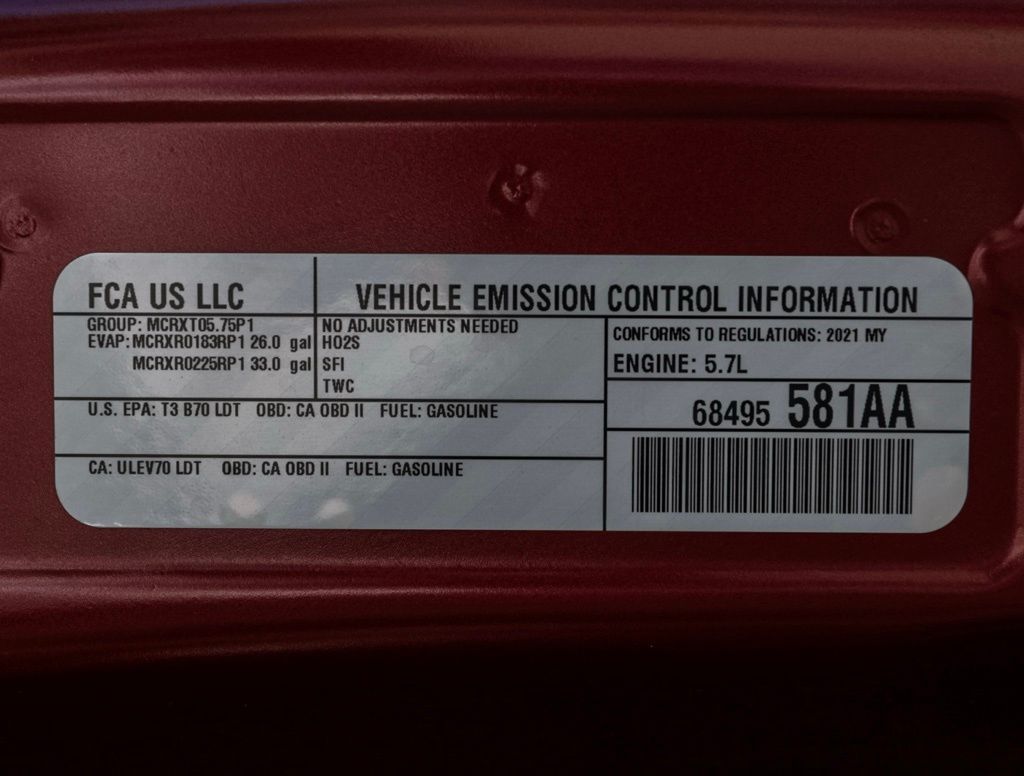 FCA US LLC
VEHICLE EMISSION CONTROL INFORMATION
GROUP: MCRXT05.75P1
EVAP: MCRXR0183RP1 26.0 gal
MCRXR0225RP1 33.0 gal
NO ADJUSTMENTS NEEDED
HO2S
SFI
TWC
CONFORMS TO REGULATIONS: 2021 MY
ENGINE: 5.7L
U.S. EPA: T3 B70 LDT OBD: CA OBD II FUEL: GASOLINE
68495 581AA
CA: ULEV70 LDT OBD: CA OBD II FUEL: GASOLINE